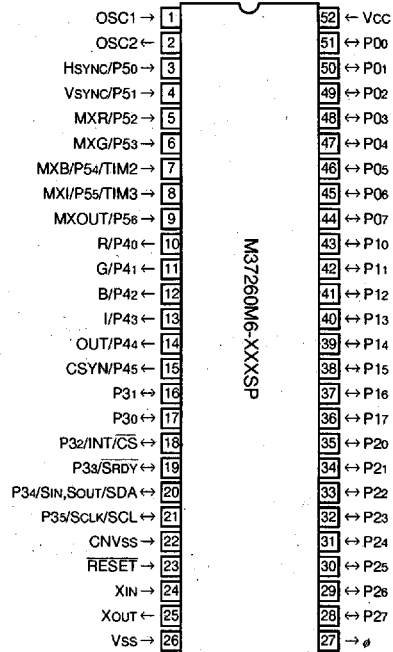 OSC1→ 1
OSC2← 2
HSYNC/P50→ 3
VSYNC/P51→ 4
MXR/P52→ 5
MXG/P53→ 6
MXB/P54/TIM2→ 7
MXI/P55/TIM3→ 8
MXOUT/P56→ 9
R/P40← 10
G/P41← 11
B/P42← 12
I/P43← 13
OUT/P44← 14
CSYN/P45← 15
P31↔ 16
P30↔ 17
P32/INT/C̅S̅↔ 18
P33/S̅R̅D̅Y̅↔ 19
P34/SIN,SOUT/SDA↔ 20
P35/SCLK/SCL↔ 21
CNVSS→ 22
R̅E̅S̅E̅T̅→ 23
XIN→ 24
XOUT← 25
VSS→ 26
M37260M6-XXXSP
52 ←VCC
51 ↔P00
50 ↔P01
49 ↔P02
48 ↔P03
47 ↔P04
46 ↔P05
45 ↔P06
44 ↔P07
43 ↔P10
42 ↔P11
41 ↔P12
40 ↔P13
39 ↔P14
38 ↔P15
37 ↔P16
36 ↔P17
35 ↔P20
34 ↔P21
33 ↔P22
32 ↔P23
31 ↔P24
30 ↔P25
29 ↔P26
28 ↔P27
27 →ø